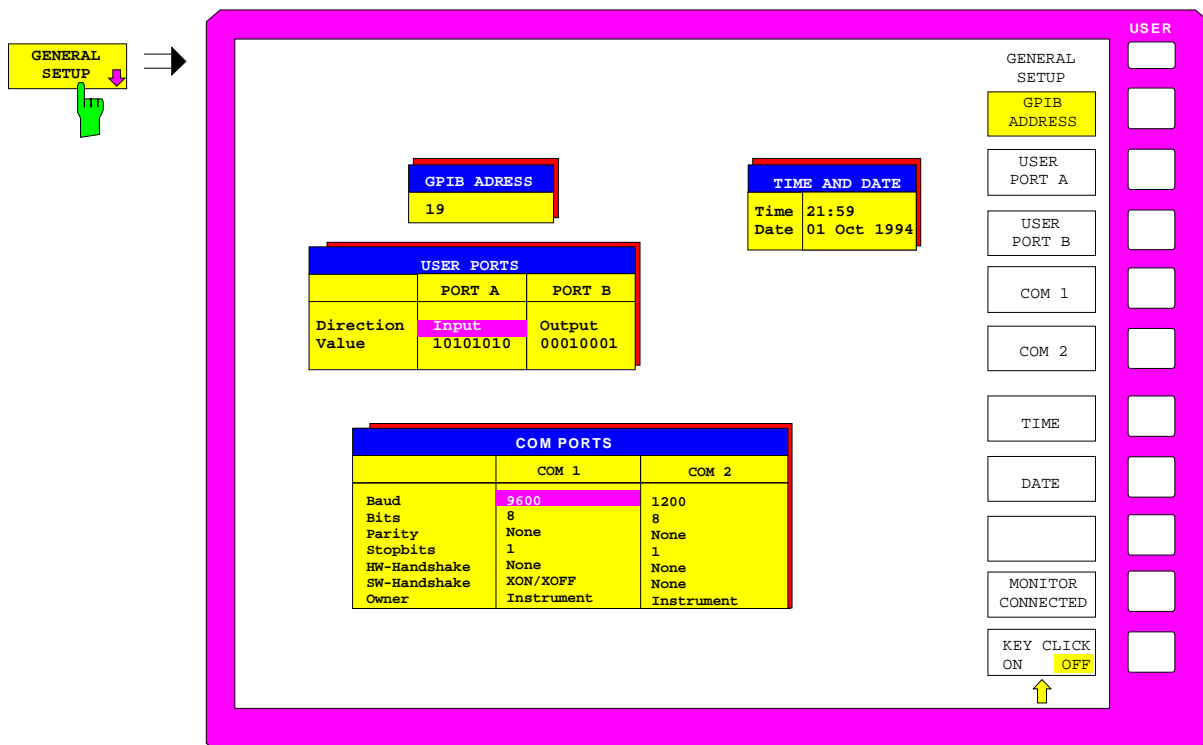 GENERAL
SETUP
USER
GPIB ADRESS
19
TIME AND DATE
Time 21:59
Date 01 Oct 1994
USER PORTS
PORT A PORT B
Direction Input Output
Value 10101010 00010001
COM PORTS
COM 1 COM 2
Baud 9600 1200
Bits 8 8
Parity None None
Stopbits 1 1
HW-Handshake None None
SW-Handshake XON/XOFF None
Owner Instrument Instrument
GENERAL
SETUP
GPIB
ADDRESS
USER
PORT A
USER
PORT B
COM 1
COM 2
TIME
DATE
MONITOR
CONNECTED
KEY CLICK
ON OFF